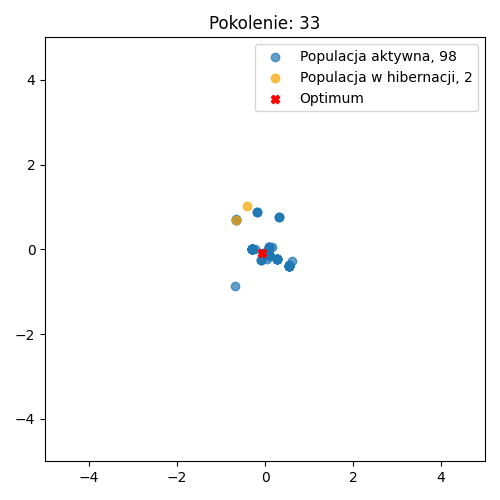 Pokolenie: 33
Populacja aktywna, 98
Populacja w hibernacji, 2
Optimum
4
2
0
−2
−4
−4 −2 0 2 4